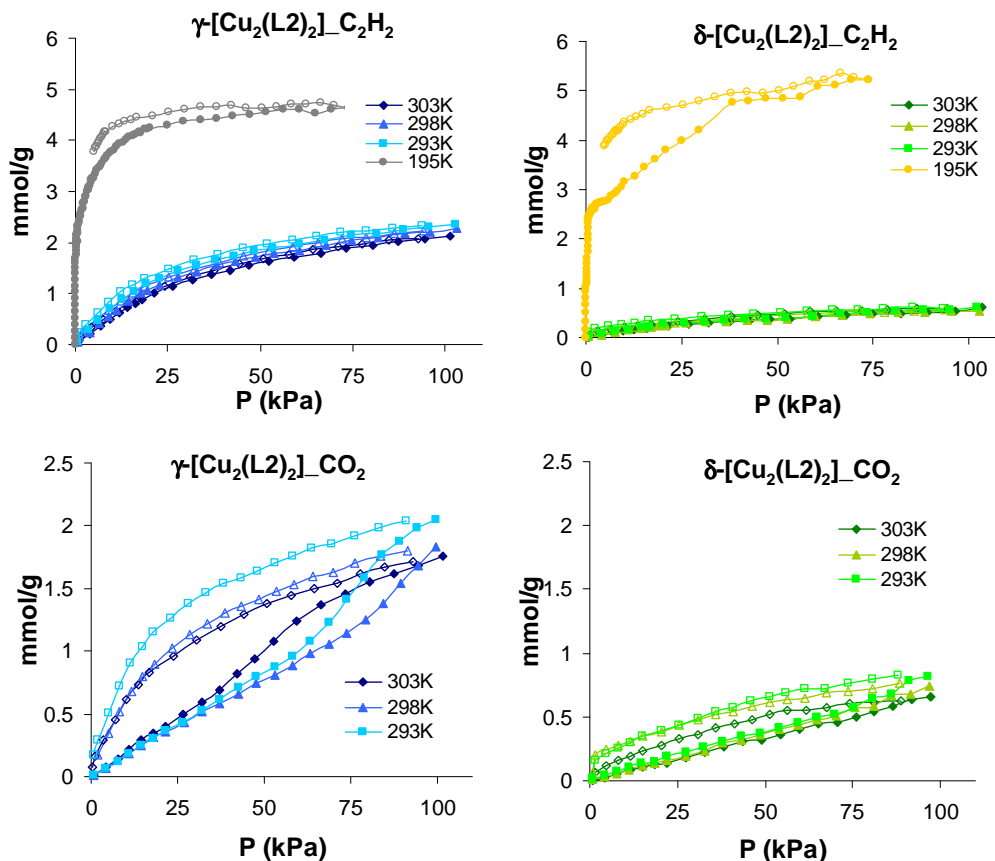 γ-[Cu₂(L2)₂]_C₂H₂
6
5
4
3
2
1
0
mmol/g
303K
298K
293K
195K
0 25 50 75 100
P (kPa)
δ-[Cu₂(L2)₂]_C₂H₂
6
5
4
3
2
1
0
mmol/g
303K
298K
293K
195K
0 25 50 75 100
P (kPa)
γ-[Cu₂(L2)₂]_CO₂
2.5
2
1.5
1
0.5
0
mmol/g
303K
298K
293K
0 25 50 75 100
P (kPa)
δ-[Cu₂(L2)₂]_CO₂
2.5
2
1.5
1
0.5
0
mmol/g
303K
298K
293K
0 25 50 75 100
P (kPa)